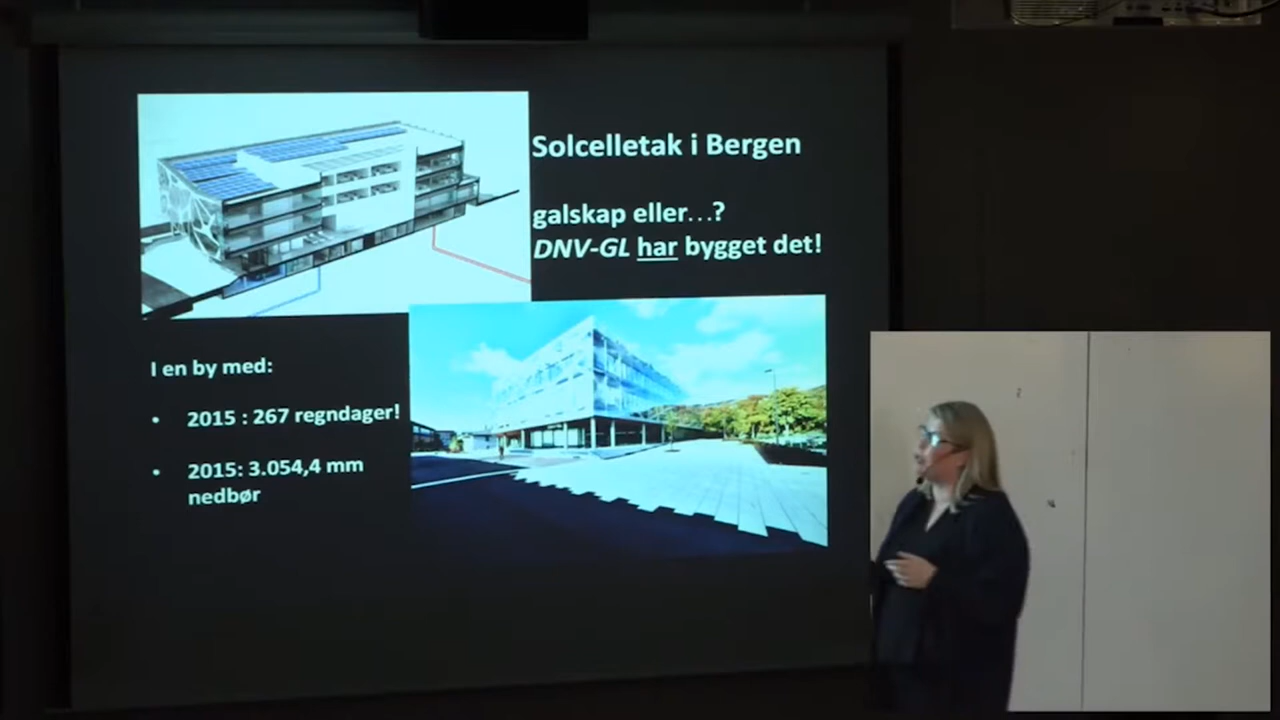 Solcelletak i Bergen
galskap eller...?
DNV-GL har bygget det!
I en by med:
• 2015 : 267 regndager!
• 2015: 3.054,4 mm
nedbør